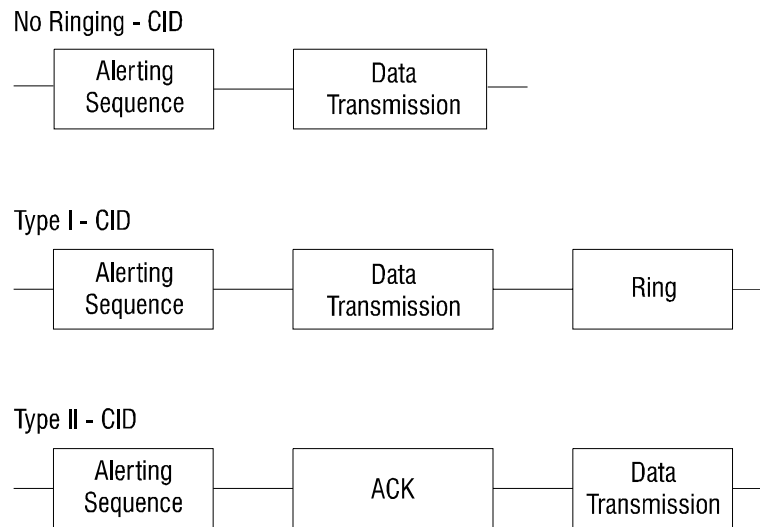 No Ringing - CID
Alerting
Sequence
Data
Transmission
Type I - CID
Alerting
Sequence
Data
Transmission
Ring
Type II - CID
Alerting
Sequence
ACK
Data
Transmission